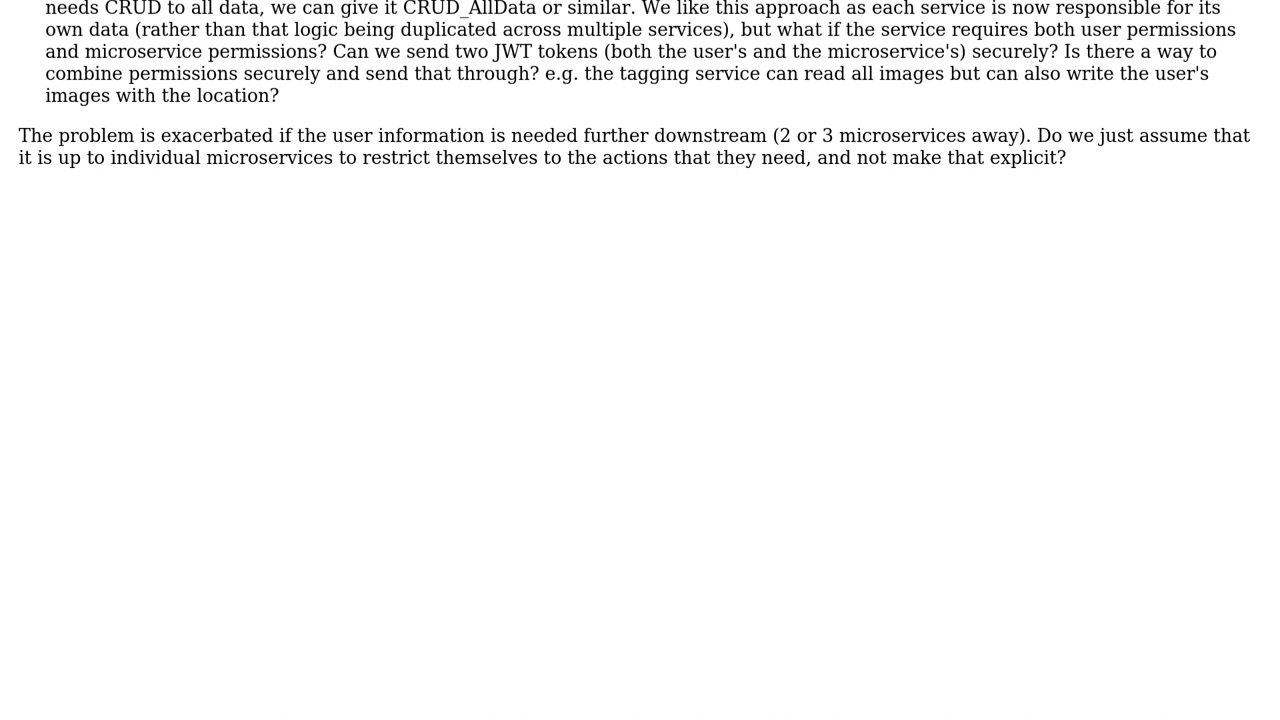 needs CRUD to all data, we can give it CRUD_AllData or similar. We like this approach as each service is now responsible for its
own data (rather than that logic being duplicated across multiple services), but what if the service requires both user permissions
and microservice permissions? Can we send two JWT tokens (both the user's and the microservice's) securely? Is there a way to
combine permissions securely and send that through? e.g. the tagging service can read all images but can also write the user's
images with the location?
The problem is exacerbated if the user information is needed further downstream (2 or 3 microservices away). Do we just assume that
it is up to individual microservices to restrict themselves to the actions that they need, and not make that explicit?